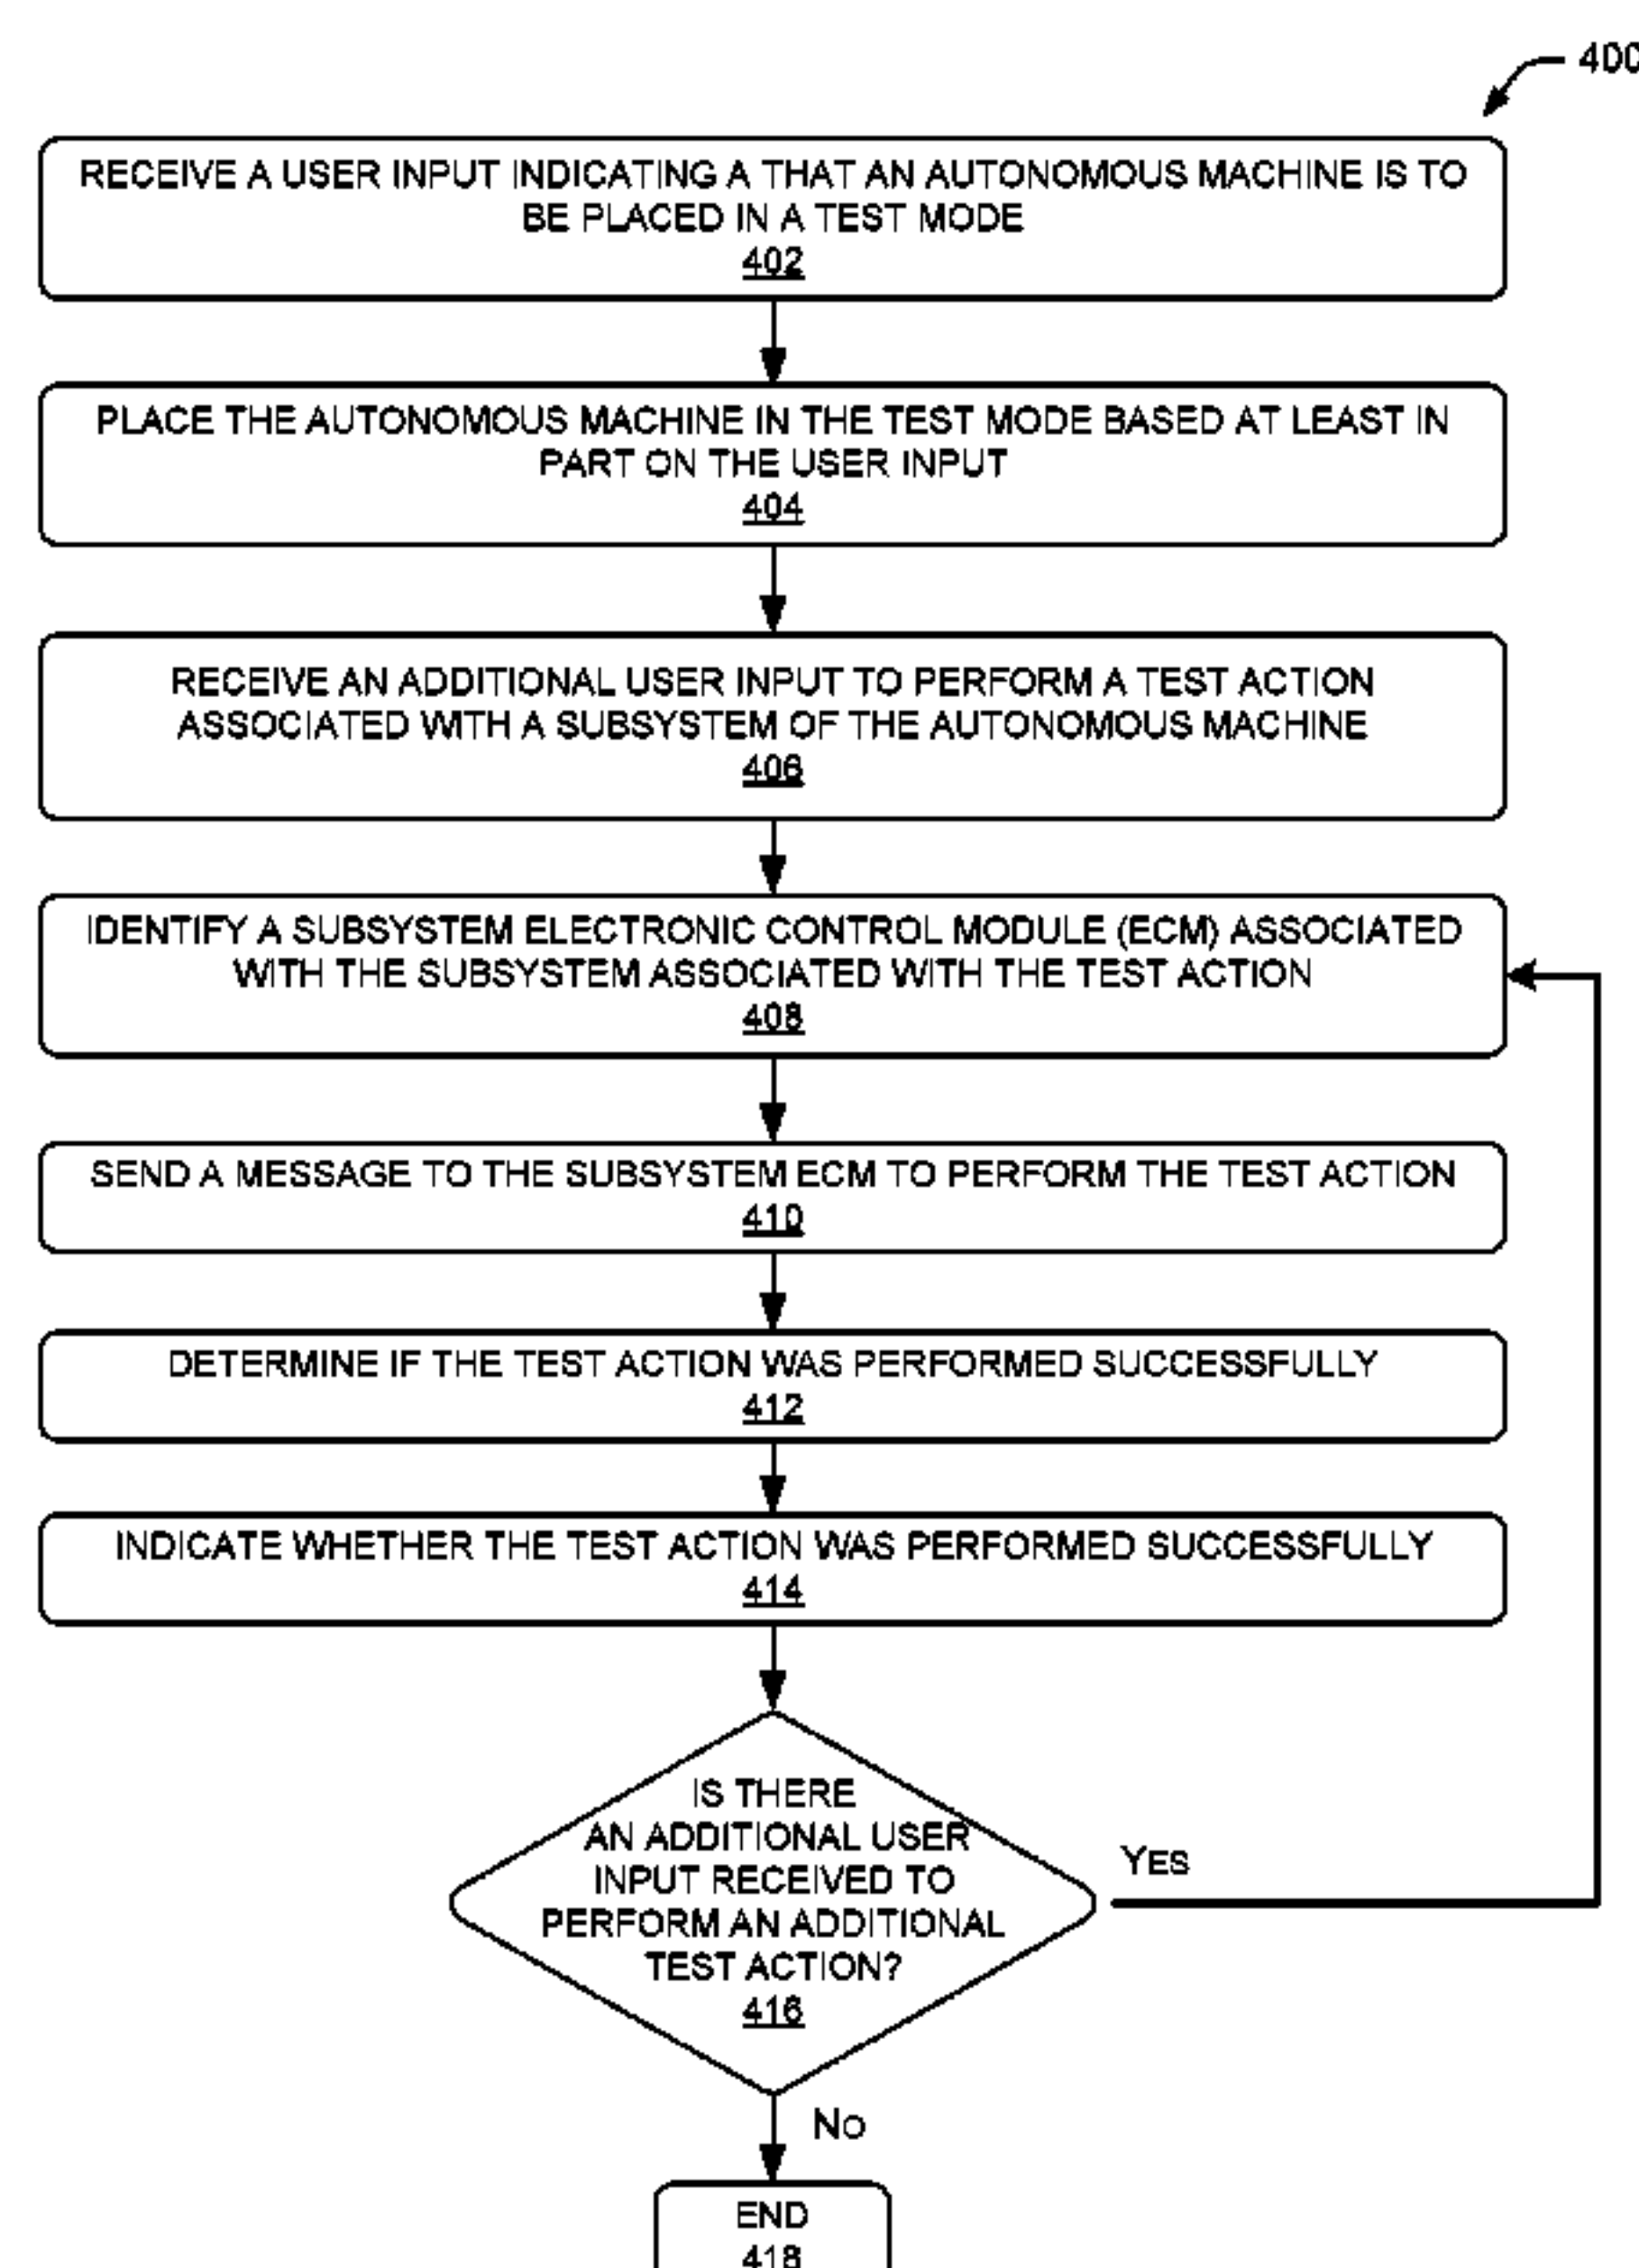 400
RECEIVE A USER INPUT INDICATING A THAT AN AUTONOMOUS MACHINE IS TO
BE PLACED IN A TEST MODE
402
PLACE THE AUTONOMOUS MACHINE IN THE TEST MODE BASED AT LEAST IN
PART ON THE USER INPUT
404
RECEIVE AN ADDITIONAL USER INPUT TO PERFORM A TEST ACTION
ASSOCIATED WITH A SUBSYSTEM OF THE AUTONOMOUS MACHINE
406
IDENTIFY A SUBSYSTEM ELECTRONIC CONTROL MODULE (ECM) ASSOCIATED
WITH THE SUBSYSTEM ASSOCIATED WITH THE TEST ACTION
408
SEND A MESSAGE TO THE SUBSYSTEM ECM TO PERFORM THE TEST ACTION
410
DETERMINE IF THE TEST ACTION WAS PERFORMED SUCCESSFULLY
412
INDICATE WHETHER THE TEST ACTION WAS PERFORMED SUCCESSFULLY
414
IS THERE
AN ADDITIONAL USER
INPUT RECEIVED TO
PERFORM AN ADDITIONAL
TEST ACTION?
416
YES
NO
END
418